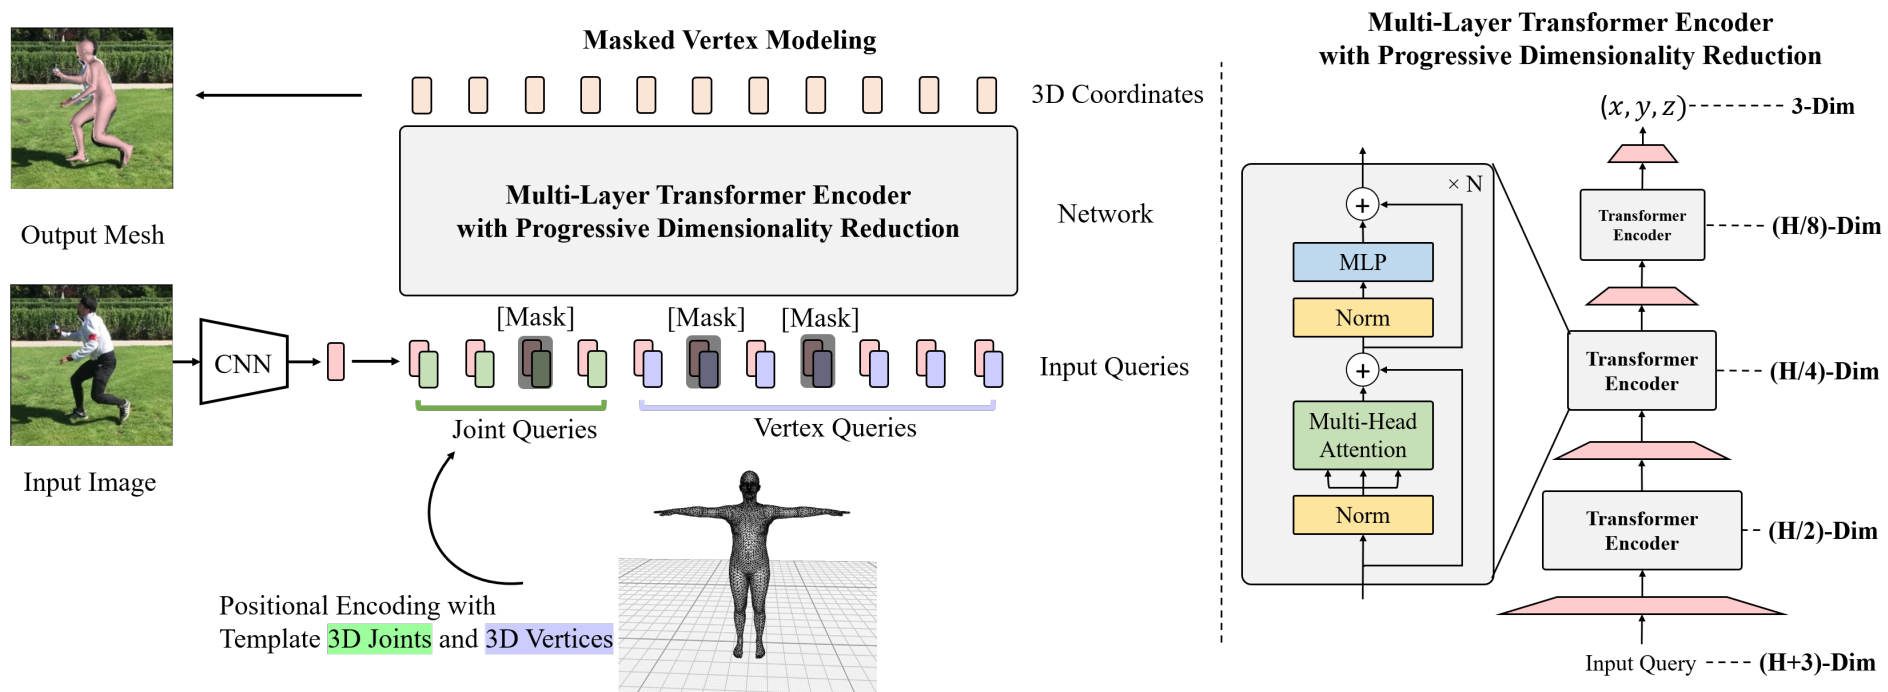 Masked Vertex Modeling
3D Coordinates
Multi-Layer Transformer Encoder
with Progressive Dimensionality Reduction
Network
Output Mesh
[Mask]
[Mask]
[Mask]
CNN
Input Queries
Joint Queries
Vertex Queries
Input Image
Positional Encoding with
Template 3D Joints and 3D Vertices
Multi-Layer Transformer Encoder
with Progressive Dimensionality Reduction
(x, y, z)
3-Dim
× N
+
MLP
Norm
+
Multi-Head
Attention
Norm
Transformer
Encoder
(H/8)-Dim
Transformer
Encoder
(H/4)-Dim
Transformer
Encoder
(H/2)-Dim
Input Query
(H+3)-Dim